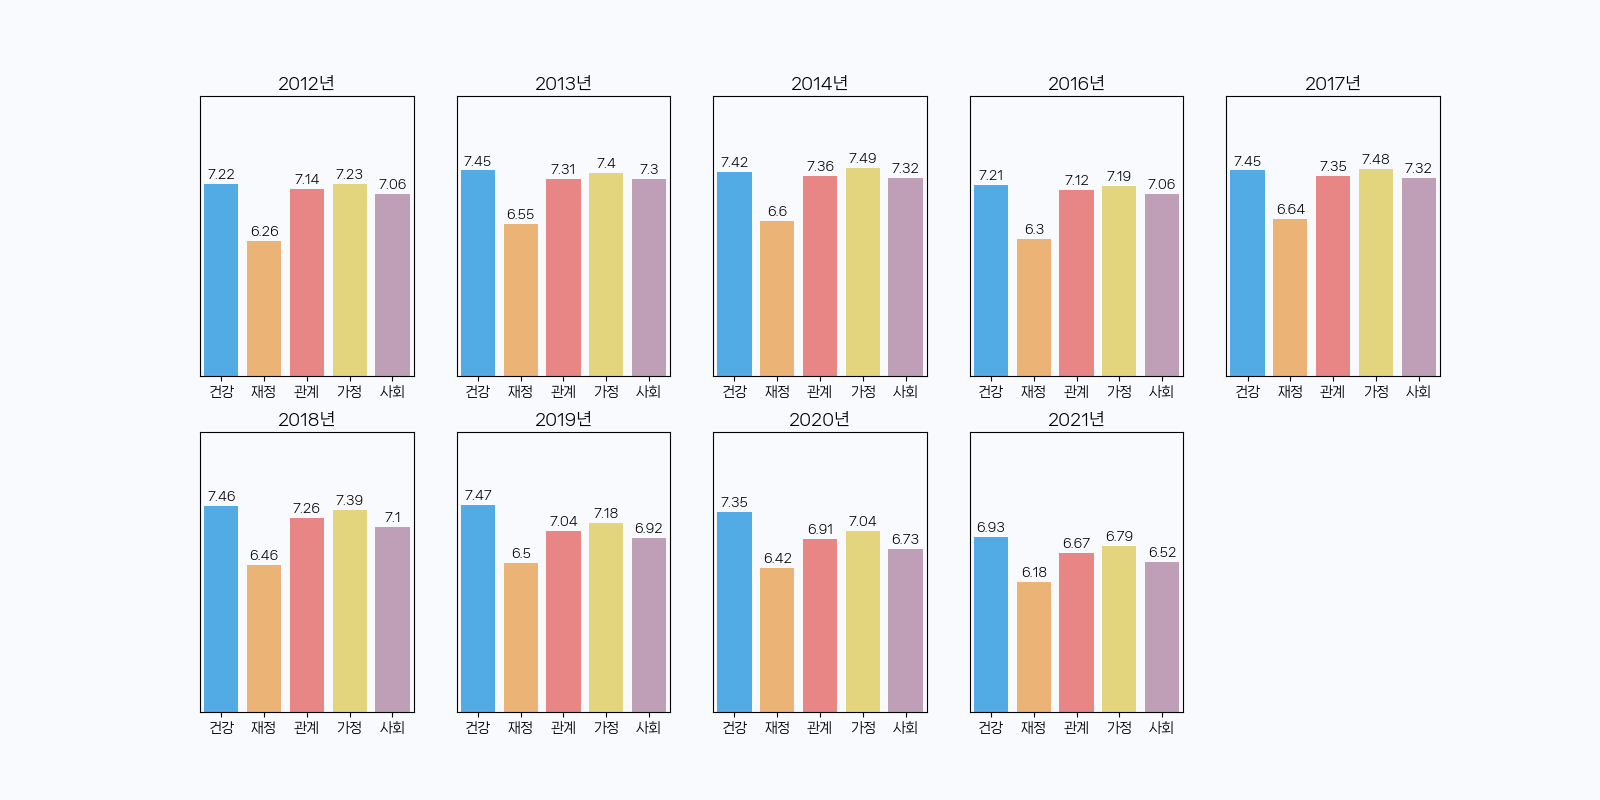 2012년
7.22 6.26 7.14 7.23 7.06
건강 재정 관계 가정 사회
2013년
7.45 6.55 7.31 7.4 7.3
건강 재정 관계 가정 사회
2014년
7.42 6.6 7.36 7.49 7.32
건강 재정 관계 가정 사회
2016년
7.21 6.3 7.12 7.19 7.06
건강 재정 관계 가정 사회
2017년
7.45 6.64 7.35 7.48 7.32
건강 재정 관계 가정 사회
2018년
7.46 6.46 7.26 7.39 7.1
건강 재정 관계 가정 사회
2019년
7.47 6.5 7.04 7.18 6.92
건강 재정 관계 가정 사회
2020년
7.35 6.42 6.91 7.04 6.73
건강 재정 관계 가정 사회
2021년
6.93 6.18 6.67 6.79 6.52
건강 재정 관계 가정 사회